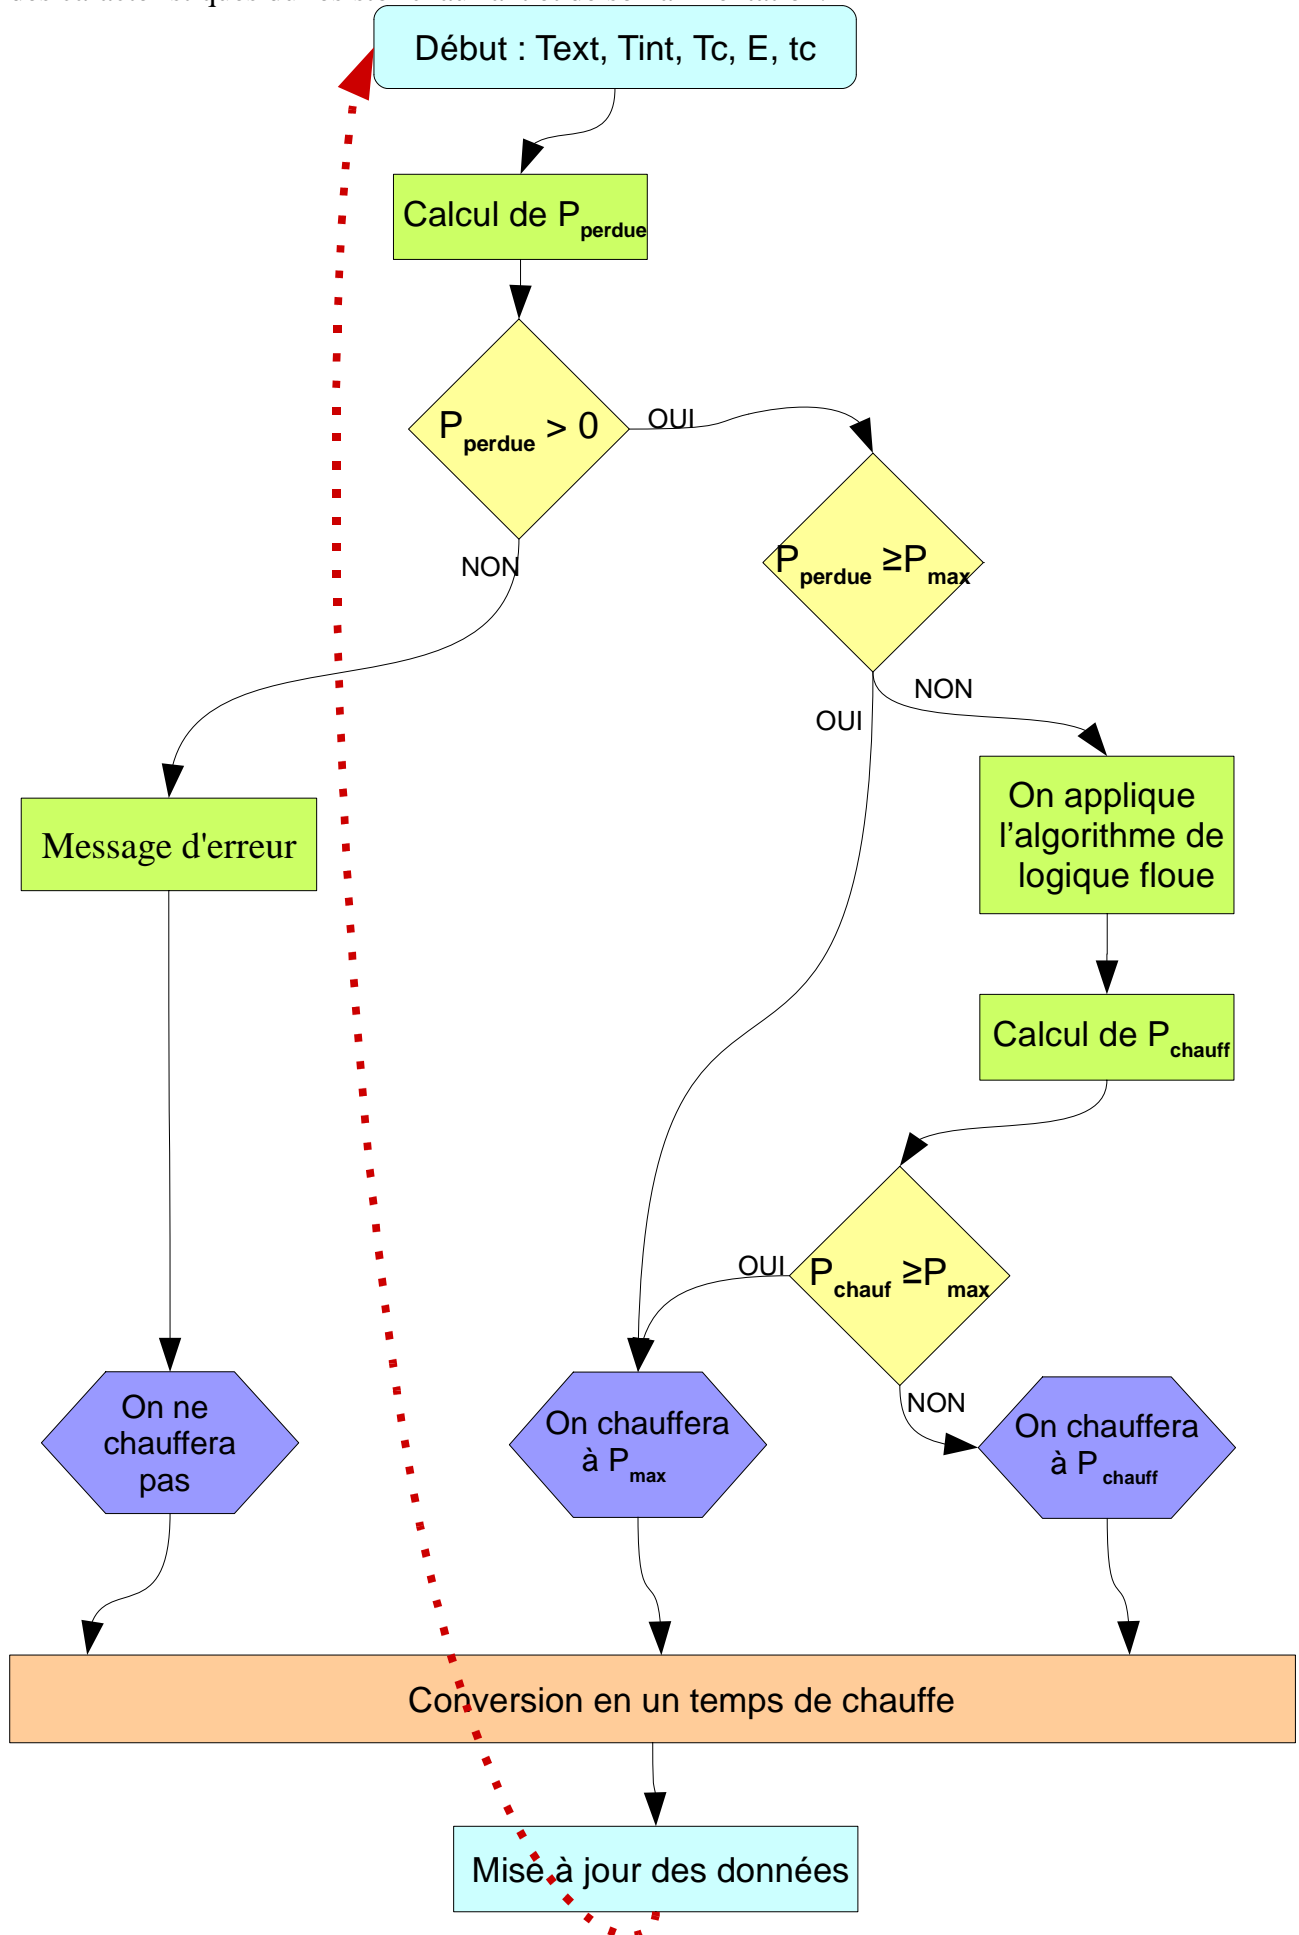 Début : Text, Tint, Tc, E, tc
Calcul de Pperdue
Pperdue > 0
OUI
NON
Pperdue ≥Pmax
NON
OUI
On applique
l’algorithme de
logique floue
Message d'erreur
Calcul de Pchauff
OUI
Pchauf ≥Pmax
NON
On ne
chauffera
pas
On chauffera
à Pmax
On chauffera
à Pchauff
Conversion en un temps de chauffe
Mise à jour des données